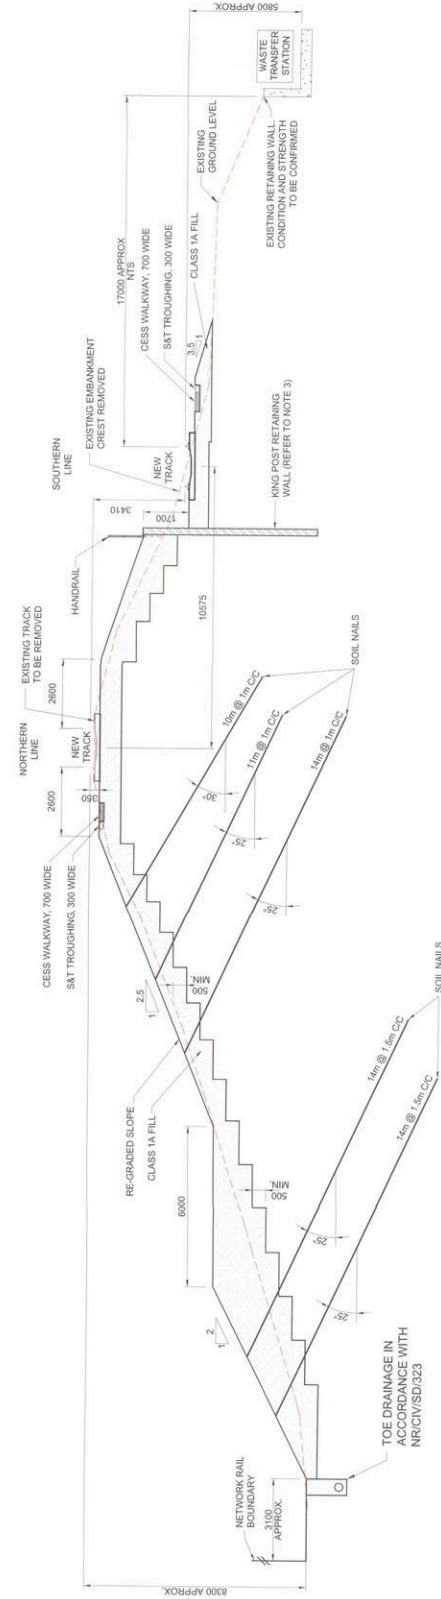 8300 APPROX.
NETWORK RAIL
BOUNDARY
3100
APPROX.
TOE DRAINAGE IN
ACCORDANCE WITH
NR/CIV/SD/323
2
1
6000
25°
25°
14m @ 1.5m C/C
14m @ 1.5m C/C
SOIL NAILS
500
MIN.
RE-GRADED SLOPE
CLASS 1A FILL
2.5
1
500
MIN.
CESS WALKWAY, 700 WIDE
S&T TROUGHING, 300 WIDE
2600
350
NORTHERN
LINE
NEW
TRACK
EXISTING TRACK
TO BE REMOVED
2600
30°
25°
25°
10m @ 1m C/C
11m @ 1m C/C
14m @ 1m C/C
SOIL NAILS
10575
HANDRAIL
3410
1700
KING POST RETAINING
WALL (REFER TO NOTE 3)
SOUTHERN
LINE
NEW
TRACK
EXISTING EMBANKMENT
CREST REMOVED
17000 APPROX
NTS
CESS WALKWAY, 700 WIDE
S&T TROUGHING, 300 WIDE
3.5
1
CLASS 1A FILL
EXISTING
GROUND LEVEL
5800 APPROX.
WASTE
TRANSFER
STATION
EXISTING RETAINING WALL.
CONDITION AND STRENGTH
TO BE CONFIRMED